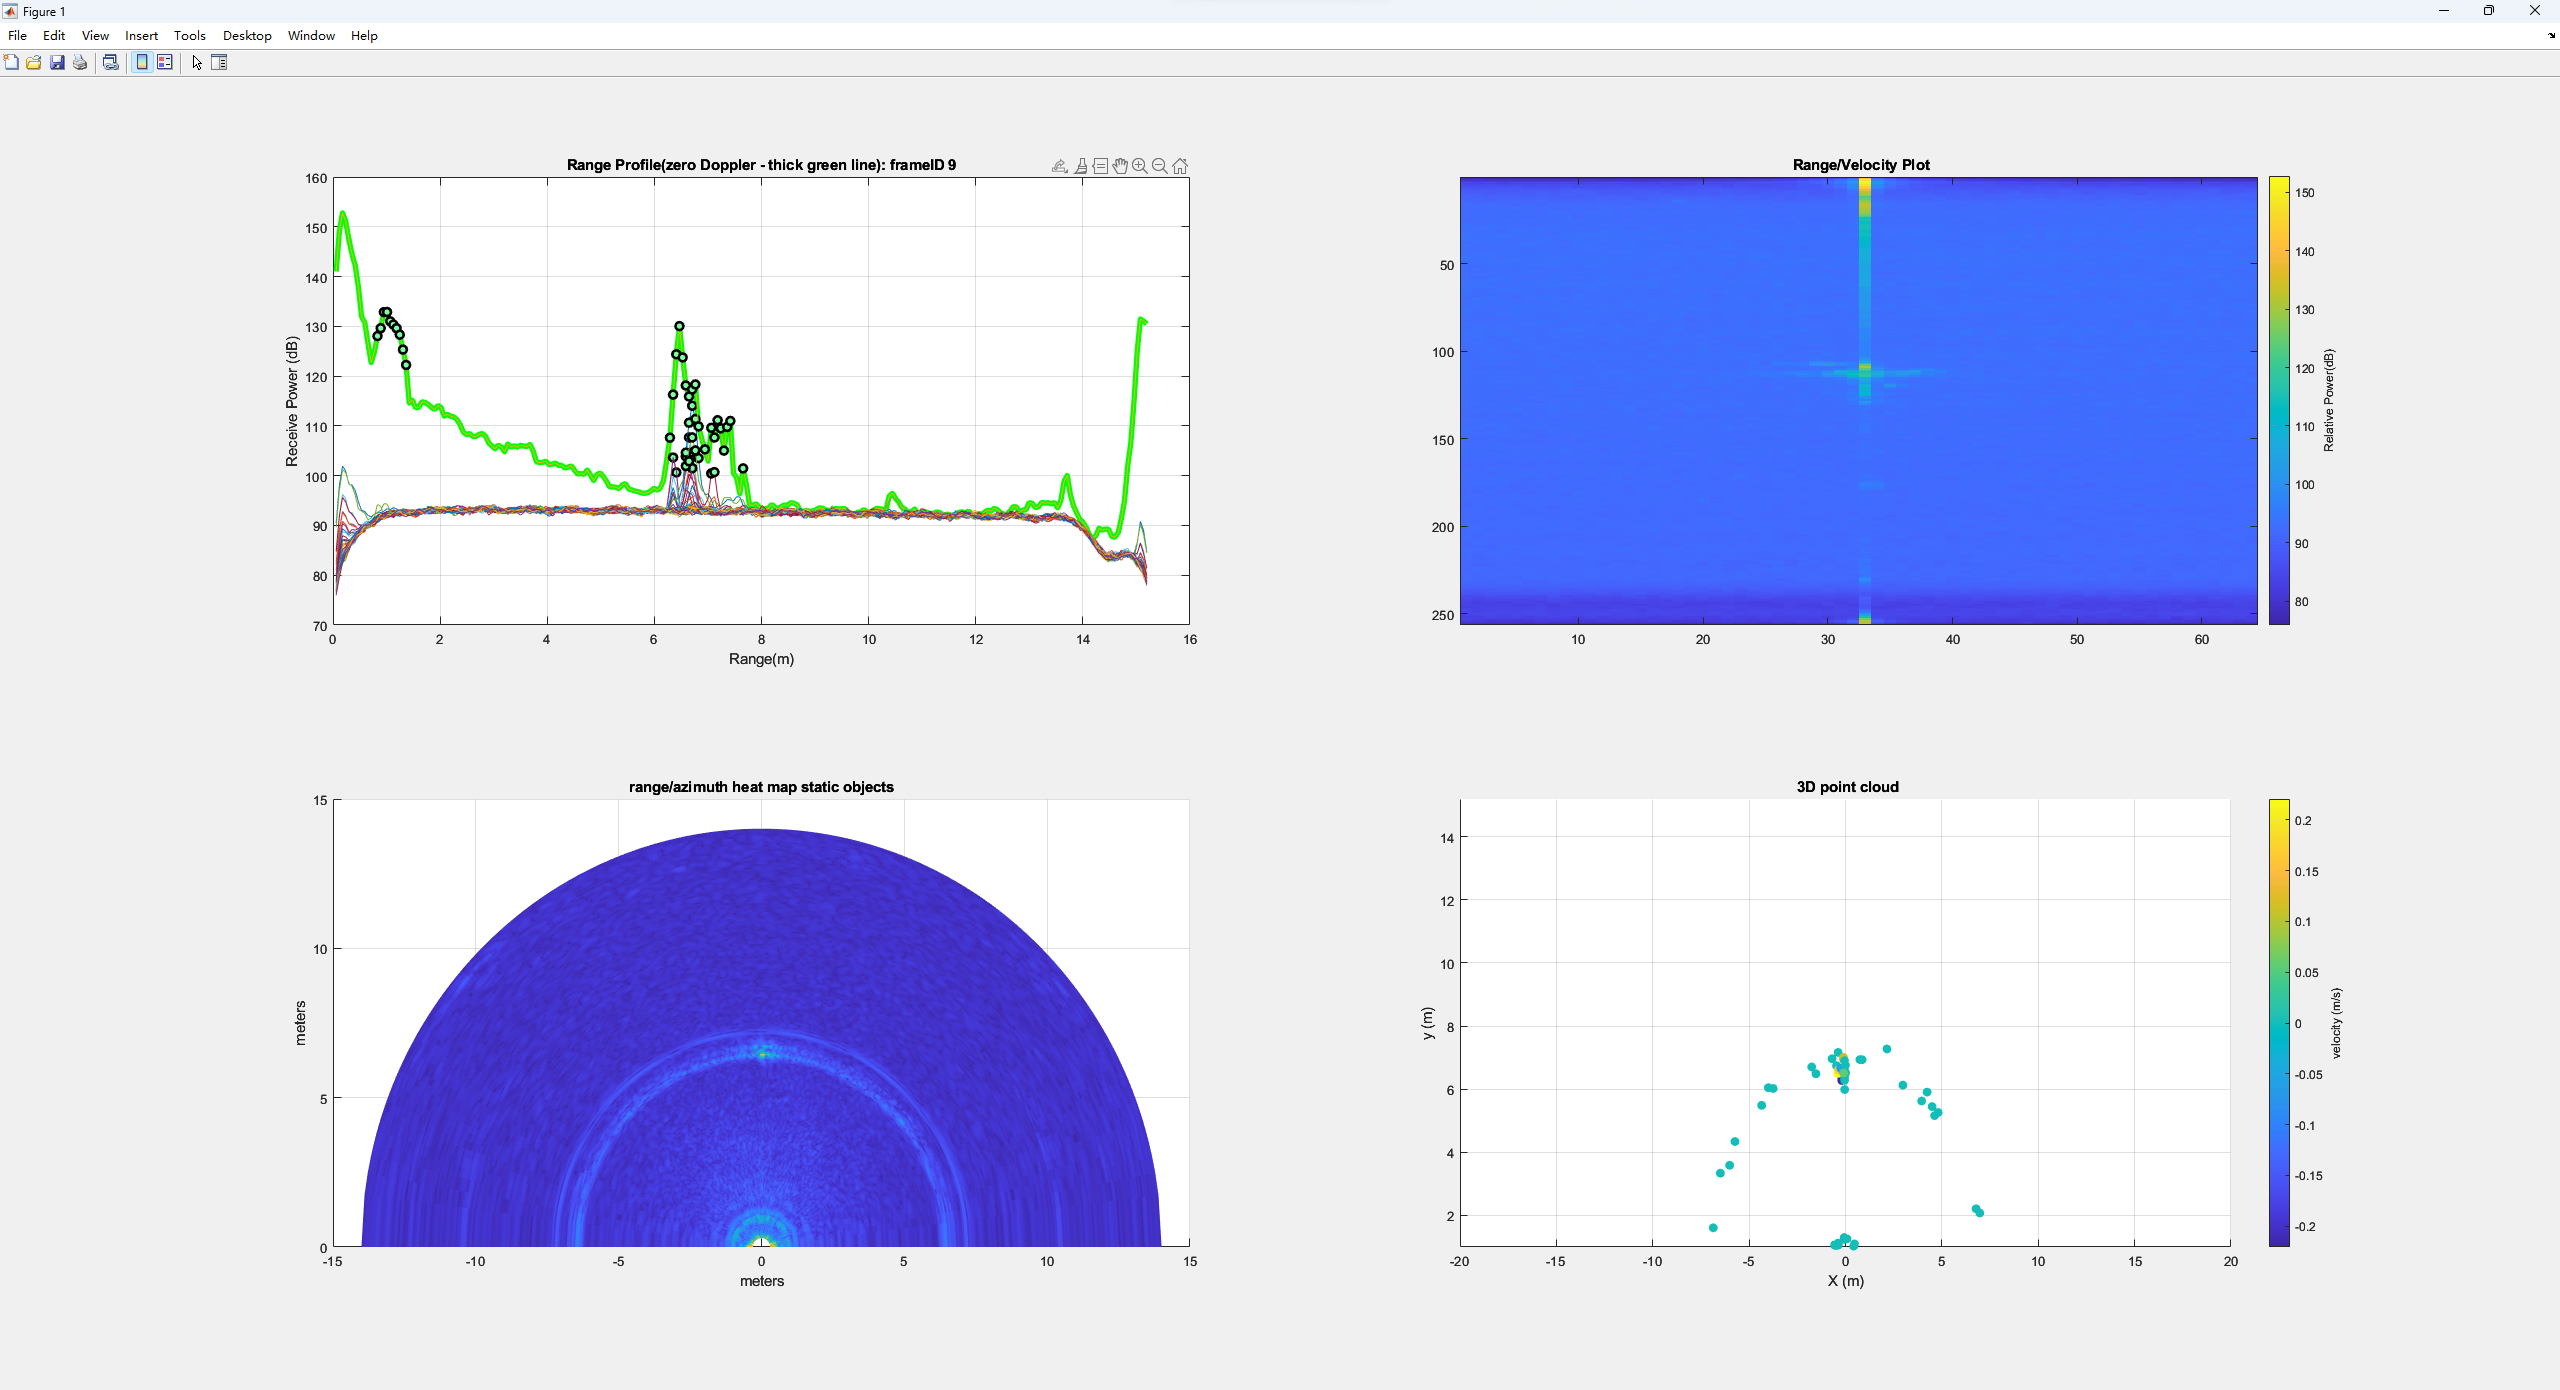 Figure 1
File Edit View Insert Tools Desktop Window Help
Range Profile(zero Doppler - thick green line): frameID 9
160
150
140
130
120
110
100
90
80
70
Receive Power (dB)
0 2 4 6 8 10 12 14 16
Range(m)
Range/Velocity Plot
50
100
150
200
250
10 20 30 40 50 60
150
140
130
120
110
100
90
80
Relative Power(dB)
range/azimuth heat map static objects
15
10
5
0
meters
-15 -10 -5 0 5 10 15
meters
3D point cloud
14
12
10
8
6
4
2
y (m)
-20 -15 -10 -5 0 5 10 15 20
X (m)
0.2
0.15
0.1
0.05
0
-0.05
-0.1
-0.15
-0.2
velocity (m/s)